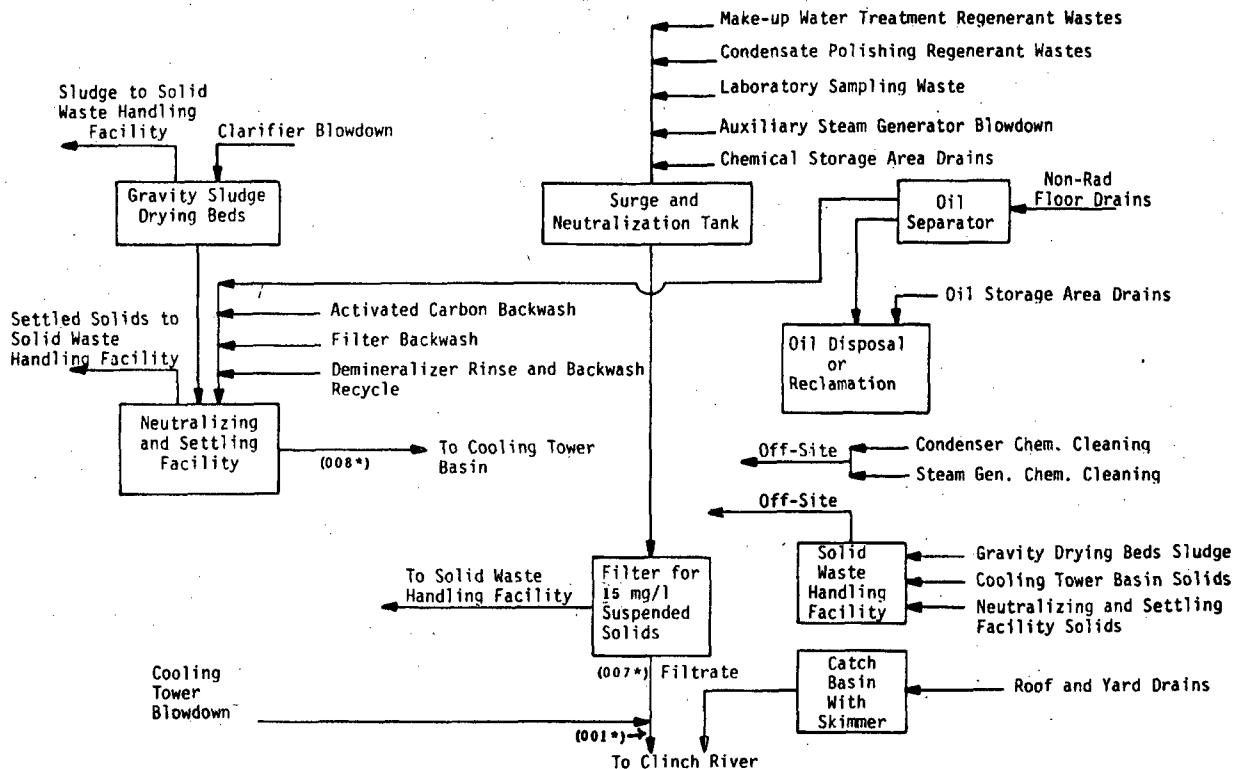 Make-up Water Treatment Regenerant Wastes
Condensate Polishing Regenerant Wastes
Laboratory Sampling Waste
Auxiliary Steam Generator Blowdown
Chemical Storage Area Drains
Sludge to Solid
Waste Handling
Facility
Clarifier Blowdown
Gravity Sludge
Drying Beds
Surge and
Neutralization Tank
Oil
Separator
Non-Rad
Floor Drains
Oil Storage Area Drains
Oil Disposal
or
Reclamation
Settled Solids to
Solid Waste
Handling Facility
Activated Carbon Backwash
Filter Backwash
Demineralizer Rinse and Backwash
Recycle
Neutralizing
and Settling
Facility
(008*)
To Cooling Tower
Basin
Off-Site
Condenser Chem. Cleaning
Steam Gen. Chem. Cleaning
Off-Site
Solid
Waste
Handling
Facility
Gravity Drying Beds Sludge
Cooling Tower Basin Solids
Neutralizing and Settling
Facility Solids
To Solid Waste
Handling Facility
Filter for
15 mg/l
Suspended
Solids
(007*) Filtrate
Catch
Basin
With
Skimmer
Roof and Yard Drains
Cooling
Tower
Blowdown
(001*)
To Clinch River